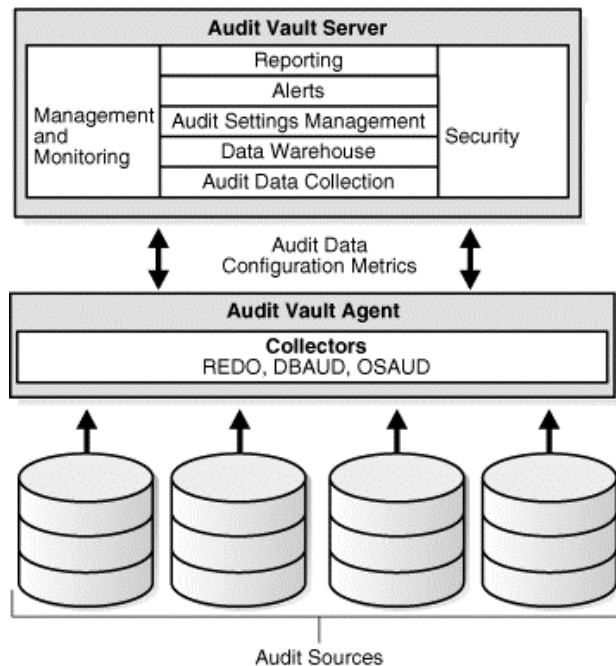 Audit Vault Server
Management
and
Monitoring
Reporting
Alerts
Audit Settings Management
Data Warehouse
Audit Data Collection
Security
Audit Data
Configuration Metrics
Audit Vault Agent
Collectors
REDO, DBAUD, OSAUD
Audit Sources